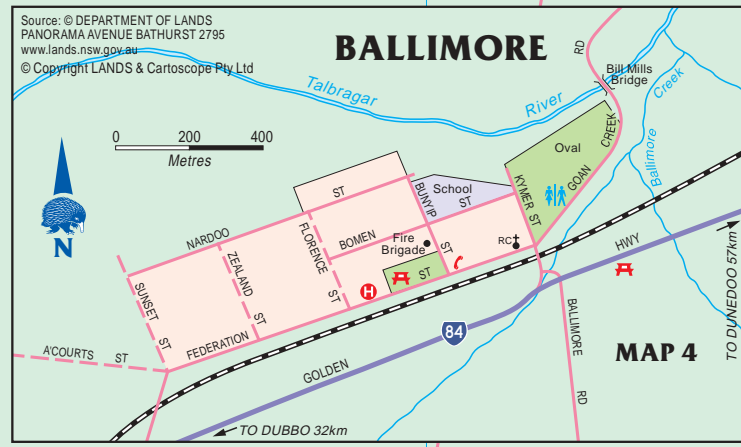 Source: © DEPARTMENT OF LANDS
PANORAMA AVENUE BATHURST 2795
www.lands.nsw.gov.au
© Copyright LANDS & Cartoscope Pty Ltd
BALLIMORE
RD
Bill Mills
Bridge
Talbragar
River
Creek
Ballimore
0 200 400
Metres
Oval
CREEK
GOAN
School
KYMER ST
BUNYIP
ST
ST
ST
NARDOO
FLORENCE
ST
BOMEN
Fire
Brigade
ST
RC
HWY
N
ZEALAND
ST
SUNSET
ST
H
FEDERATION
A'COURTS ST
84
GOLDEN
BALLIMORE
RD
MAP 4
TO DUNEDOO 57km
TO DUBBO 32km